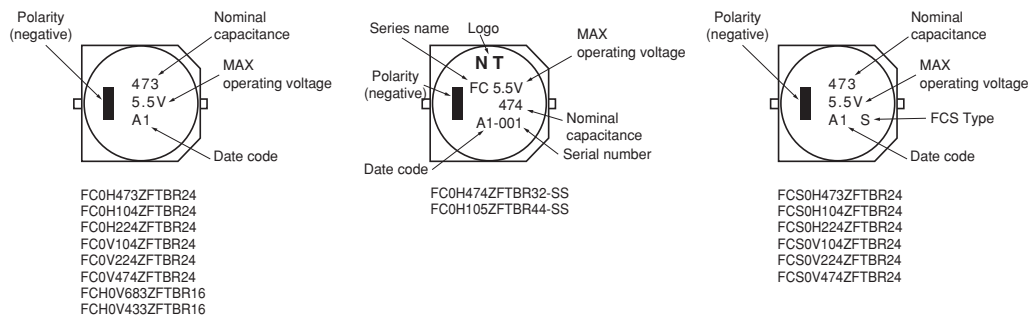 Polarity
(negative)
Nominal
capacitance
MAX
operating voltage
473
5.5V
A1
Date code
FC0H473ZFTBR24
FC0H104ZFTBR24
FC0H224ZFTBR24
FC0V104ZFTBR24
FC0V224ZFTBR24
FC0V474ZFTBR24
FCH0V683ZFTBR16
FCH0V433ZFTBR16
Series name
Logo
MAX
operating voltage
Polarity
(negative)
N T
FC 5.5V
474
A1-001
Nominal
capacitance
Serial number
Date code
FC0H474ZFTBR32-SS
FC0H105ZFTBR44-SS
Polarity
(negative)
Nominal
capacitance
MAX
operating voltage
473
5.5V
A1 S
FCS Type
Date code
FCS0H473ZFTBR24
FCS0H104ZFTBR24
FCS0H224ZFTBR24
FCS0V104ZFTBR24
FCS0V224ZFTBR24
FCS0V474ZFTBR24